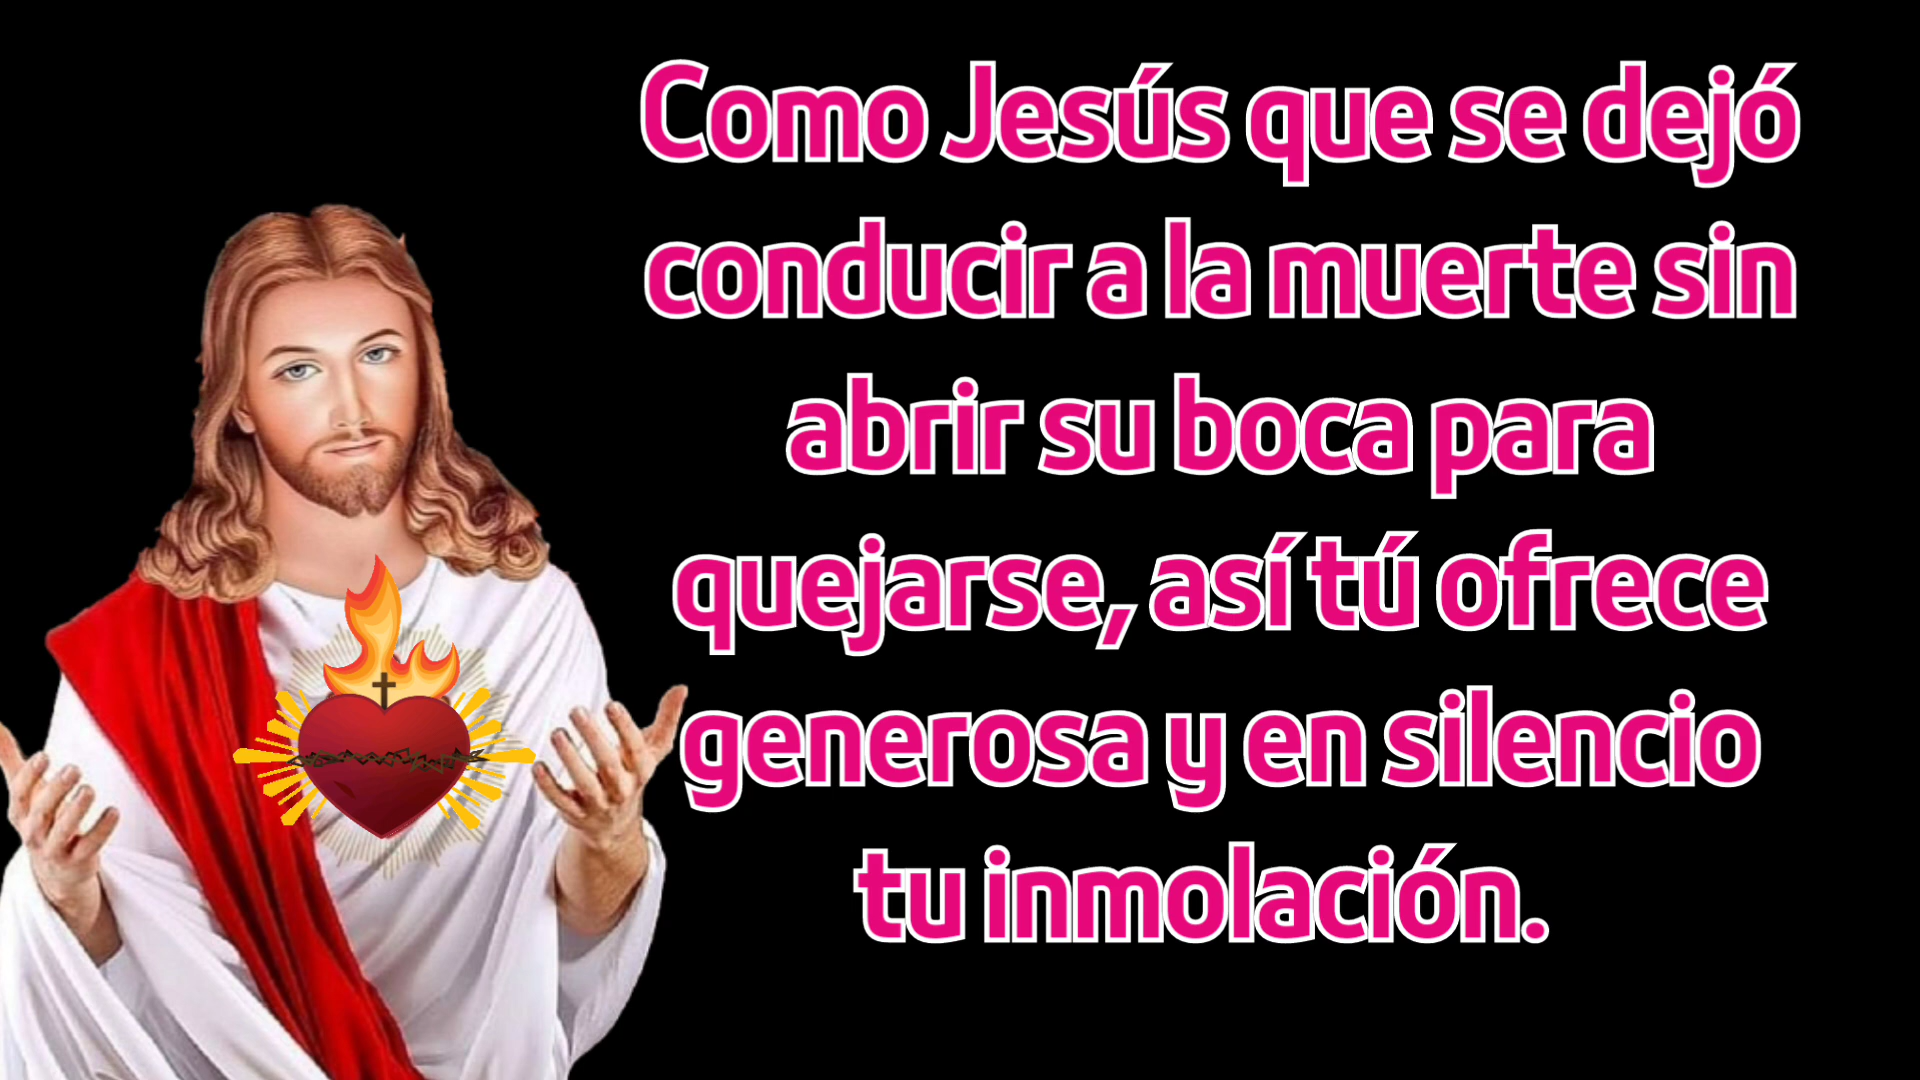 Como Jesús que se dejó
conducir a la muerte sin
abrir su boca para
quejarse, así tú ofrece
generosa y en silencio
tu inmolación.